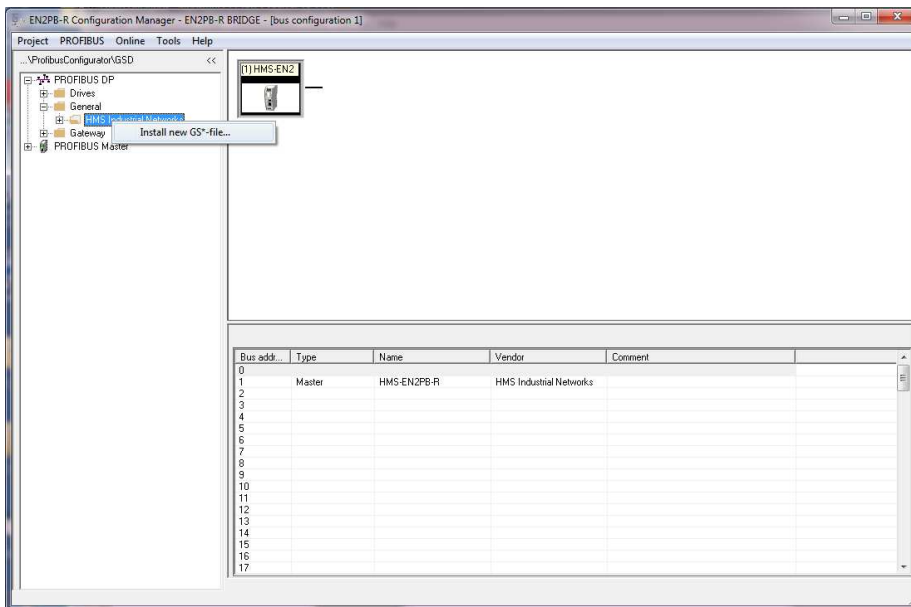 EN2PB-R Configuration Manager - EN2PB-R BRIDGE - [bus configuration 1]
Project PROFIBUS Online Tools Help
...\ProfibusConfigurator\GSD <<
PROFIBUS DP
Drives
General
HMS Industrial Networks
Gateway
Install new GS*-file...
PROFIBUS Master
(1) HMS-EN2
Bus addr... Type Name Vendor Comment
0
1 Master HMS-EN2PB-R HMS Industrial Networks
2
3
4
5
6
7
8
9
10
11
12
13
14
15
16
17